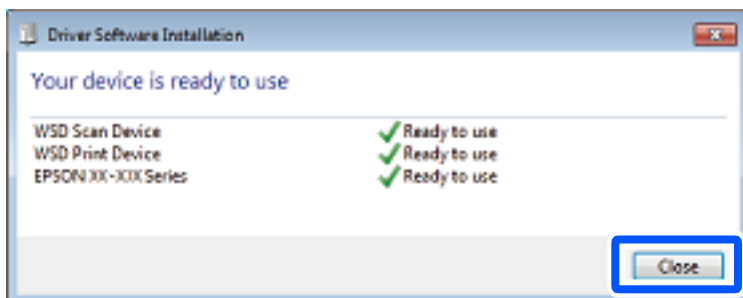 Driver Software Installation
Your device is ready to use
WSD Scan Device Ready to use
WSD Print Device Ready to use
EPSON XX-XXX Series Ready to use
Close